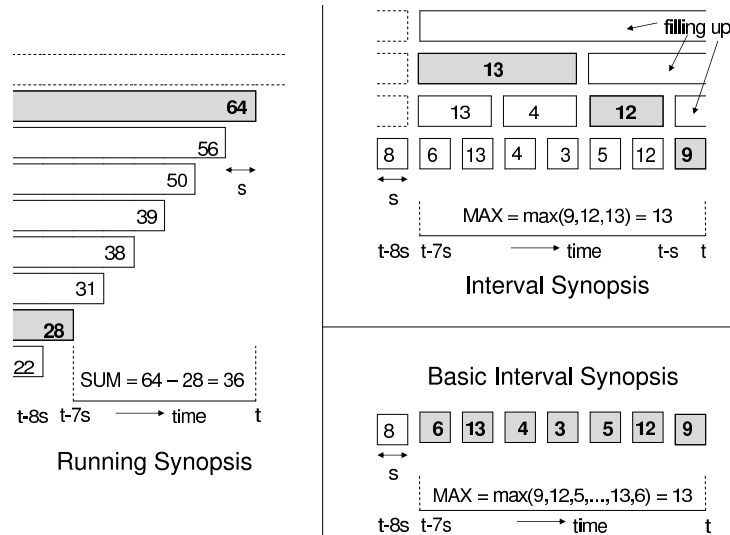 64
56
s
50
39
38
31
28
22
SUM = 64 – 28 = 36
t-8s t-7s time t
Running Synopsis
filling up
13
13 4 12
8 6 13 4 3 5 12 9
s
MAX = max(9,12,13) = 13
t-8s t-7s time t-s t
Interval Synopsis
Basic Interval Synopsis
8 6 13 4 3 5 12 9
s
MAX = max(9,12,5,...,13,6) = 13
t-8s t-7s time t